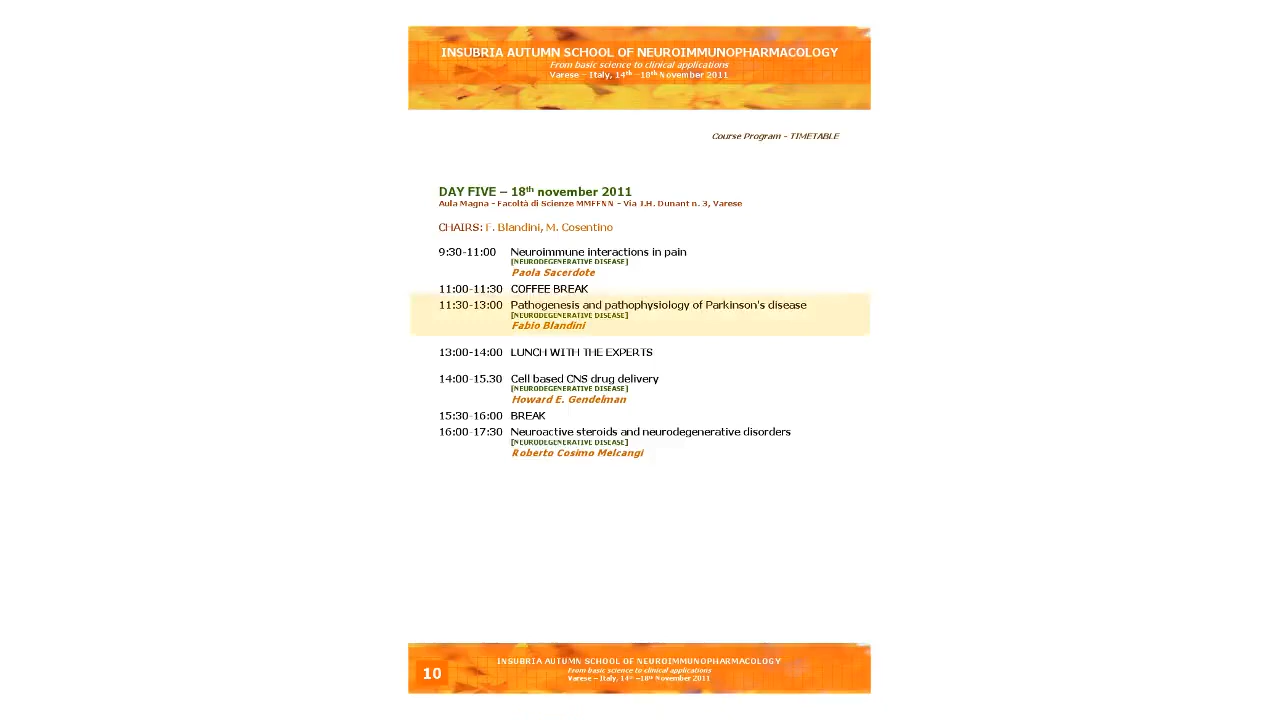 INSUBRIA AUTUMN SCHOOL OF NEUROIMMUNOPHARMACOLOGY
From basic science to clinical applications
Varese – Italy, 14th –18th November 2011
Course Program - TIMETABLE
DAY FIVE – 18th november 2011
Aula Magna - Facoltà di Scienze MMFFNN - Via J.H. Dunant n. 3, Varese
CHAIRS: F. Blandini, M. Cosentino
9:30-11:00 Neuroimmune interactions in pain
[NEURODEGENERATIVE DISEASE]
Paola Sacerdote
11:00-11:30 COFFEE BREAK
11:30-13:00 Pathogenesis and pathophysiology of Parkinson's disease
[NEURODEGENERATIVE DISEASE]
Fabio Blandini
13:00-14:00 LUNCH WITH THE EXPERTS
14:00-15.30 Cell based CNS drug delivery
[NEURODEGENERATIVE DISEASE]
Howard E. Gendelman
15:30-16:00 BREAK
16:00-17:30 Neuroactive steroids and neurodegenerative disorders
[NEURODEGENERATIVE DISEASE]
Roberto Cosimo Melcangi
10
INSUBRIA AUTUMN SCHOOL OF NEUROIMMUNOPHARMACOLOGY
From basic science to clinical applications
Varese – Italy, 14th –18th November 2011